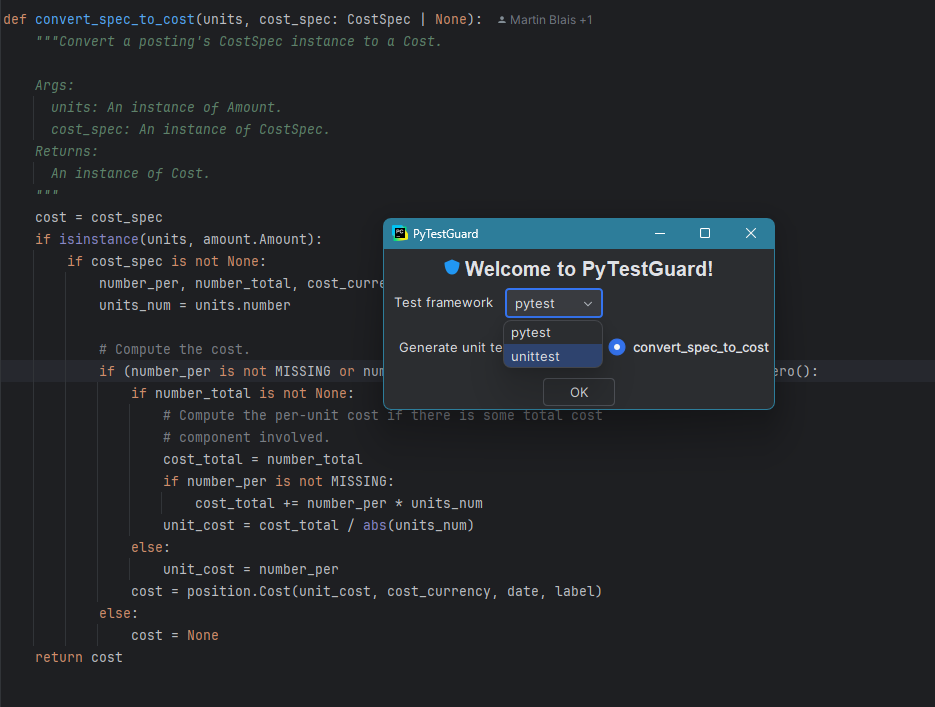 def convert_spec_to_cost(units, cost_spec: CostSpec | None): Martin Blais +1
"""Convert a posting's CostSpec instance to a Cost.
Args:
units: An instance of Amount.
cost_spec: An instance of CostSpec.
Returns:
An instance of Cost.
"""
cost = cost_spec
if isinstance(units, amount.Amount):
if cost_spec is not None:
number_per, number_total, cost_curre
units_num = units.number
# Compute the cost.
if (number_per is not MISSING or num
ero():
if number_total is not None:
# Compute the per-unit cost if there is some total cost
# component involved.
cost_total = number_total
if number_per is not MISSING:
cost_total += number_per * units_num
unit_cost = cost_total / abs(units_num)
else:
unit_cost = number_per
cost = position.Cost(unit_cost, cost_currency, date, label)
else:
cost = None
return cost
PC PyTestGuard
Welcome to PyTestGuard!
Test framework pytest
pytest
Generate unit te
unittest
convert_spec_to_cost
OK